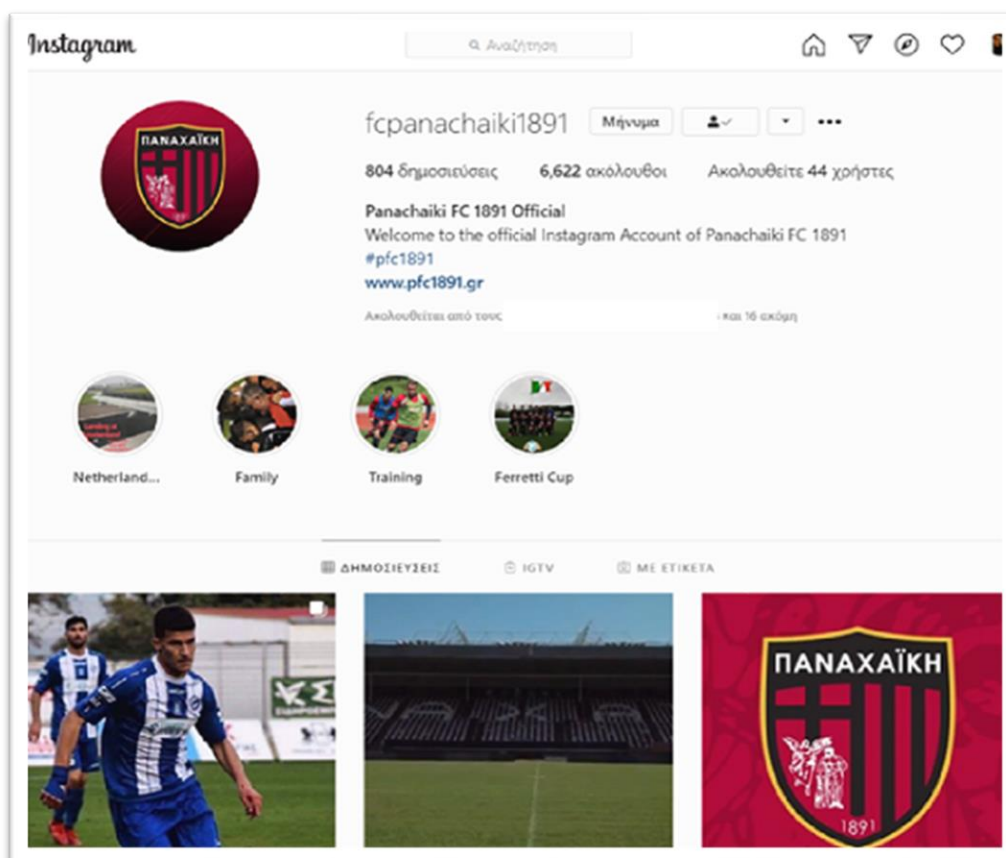 Instagram
Αναζήτηση
ΠΑΝΑΧΑΪΚΗ
fcpanachaiki1891 Μήνυμα
804 δημοσιεύσεις 6,622 ακόλουθοι Ακολουθείτε 44 χρήστες
Panachaiki FC 1891 Official
Welcome to the official Instagram Account of Panachaiki FC 1891
#pfc1891
www.pfc1891.gr
Ακολουθείται από τους και 16 ακόμη
Landing at
Netherland... Family Training Ferretti Cup
ΔΗΜΟΣΙΕΥΣΕΙΣ IGTV ΜΕ ΕΤΙΚΕΤΑ
ΠΑΝΑΧΑΪΚΗ
1891